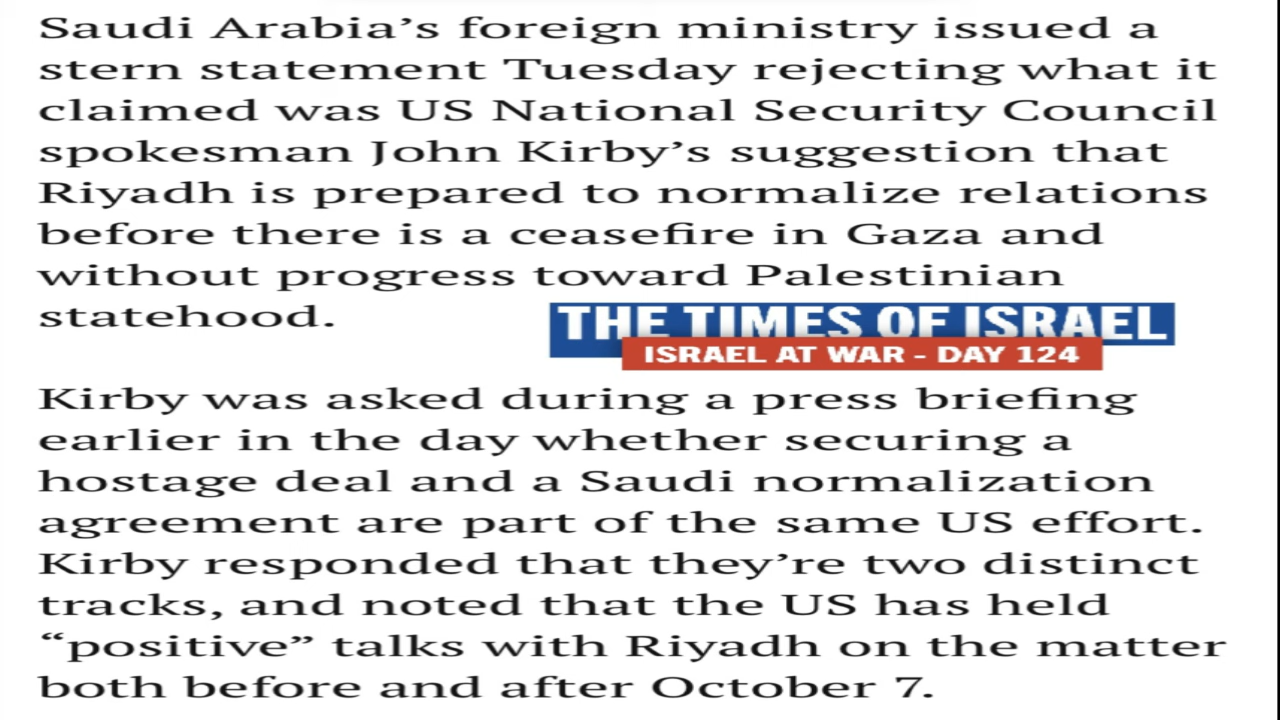 Saudi Arabia’s foreign ministry issued a
stern statement Tuesday rejecting what it
claimed was US National Security Council
spokesman John Kirby’s suggestion that
Riyadh is prepared to normalize relations
before there is a ceasefire in Gaza and
without progress toward Palestinian
statehood.
THE TIMES OF ISRAEL
ISRAEL AT WAR - DAY 124
Kirby was asked during a press briefing
earlier in the day whether securing a
hostage deal and a Saudi normalization
agreement are part of the same US effort.
Kirby responded that they’re two distinct
tracks, and noted that the US has held
“positive” talks with Riyadh on the matter
both before and after October 7.